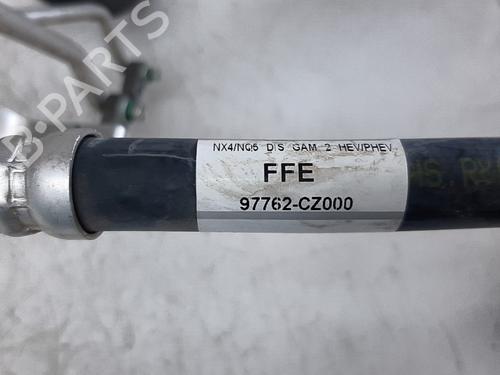 NX4/NQ5 D/S GAM 2 HEV/PHEV
FFE
97762-CZ000
B-PARTS